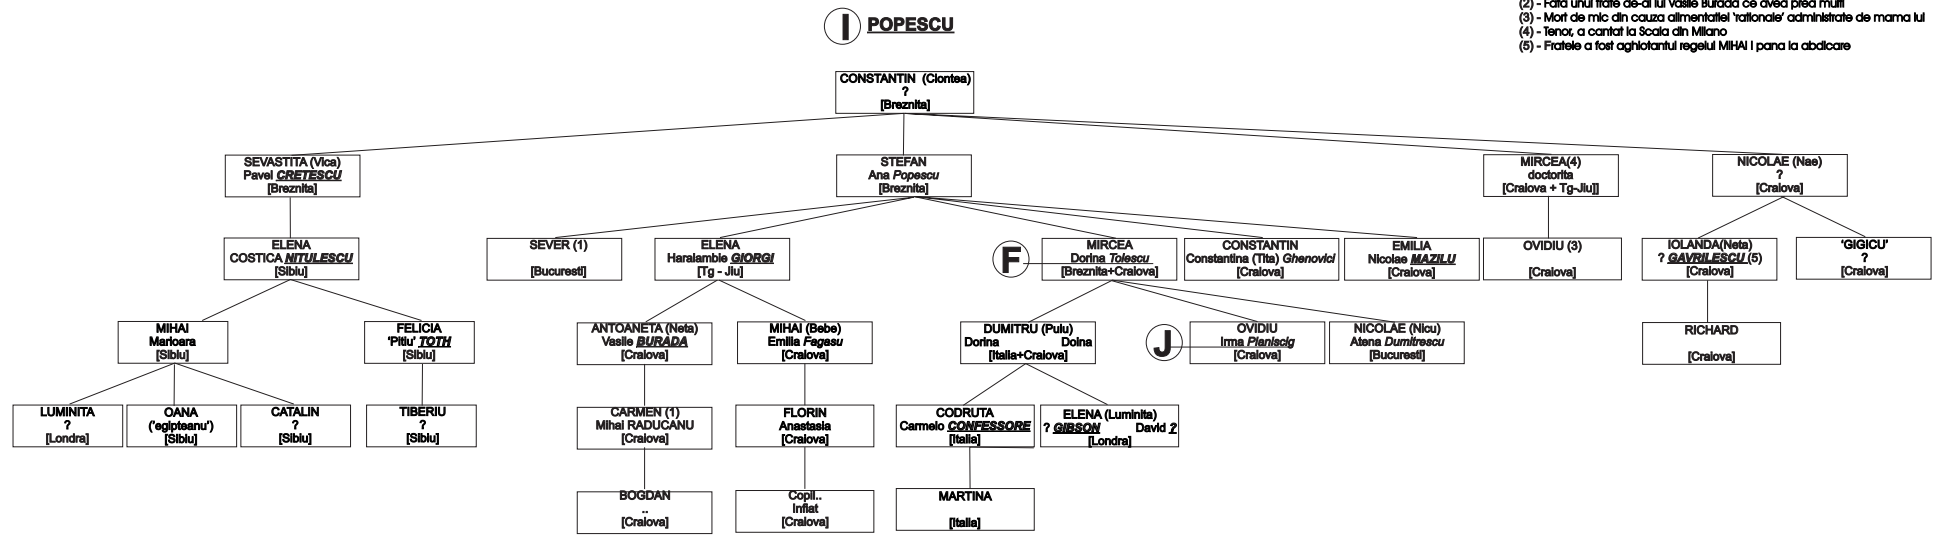 I POPESCU
(2) - Fata unui frate de-al lui Vasile Burada ce avea prea multi
(3) - Mort de mic din cauza alimentatiei 'rationale' administrate de mama lui
(4) - Tenor, a cantat la Scala din Milano
(5) - Fratele a fost aghiotantul regelui MIHAI I pana la abdicare
CONSTANTIN (Ciontea)
?
[Breznita]
SEVASTITA (Vica)
Pavel CRETESCU
[Breznita]
STEFAN
Ana Popescu
[Breznita]
MIRCEA(4)
doctorita
[Craiova + Tg-Jiu]]
NICOLAE (Nae)
?
[Craiova]
ELENA
COSTICA NITULESCU
[Sibiu]
SEVER (1)
[Bucuresti]
ELENA
Haralambie GIORGI
[Tg - Jiu]
F
MIRCEA
Dorina Tolescu
[Breznita+Craiova]
CONSTANTIN
Constantina (Tita) Ghenovici
[Craiova]
EMILIA
Nicolae MAZILU
[Craiova]
OVIDIU (3)
[Craiova]
IOLANDA(Neta)
? GAVRILESCU (5)
[Craiova]
'GIGICU'
?
[Craiova]
MIHAI
Marioara
[Sibiu]
FELICIA
'Pitiu' TOTH
[Sibiu]
ANTOANETA (Neta)
Vasile BURADA
[Craiova]
MIHAI (Bebe)
Emilia Fagasu
[Craiova]
DUMITRU (Puiu)
Dorina Doina
[Italia+Craiova]
J
OVIDIU
Irma Planiscig
[Craiova]
NICOLAE (Nicu)
Atena Dumitrescu
[Bucuresti]
RICHARD
[Craiova]
LUMINITA
?
[Londra]
OANA
('egipteanu')
[Sibiu]
CATALIN
?
[Sibiu]
TIBERIU
?
[Sibiu]
CARMEN (1)
Mihai RADUCANU
[Craiova]
FLORIN
Anastasia
[Craiova]
CODRUTA
Carmelo CONFESSORE
[Italia]
ELENA (Luminita)
? GIBSON David ?
[Londra]
BOGDAN
..
[Craiova]
Copil..
Infiat
[Craiova]
MARTINA
[Italia]